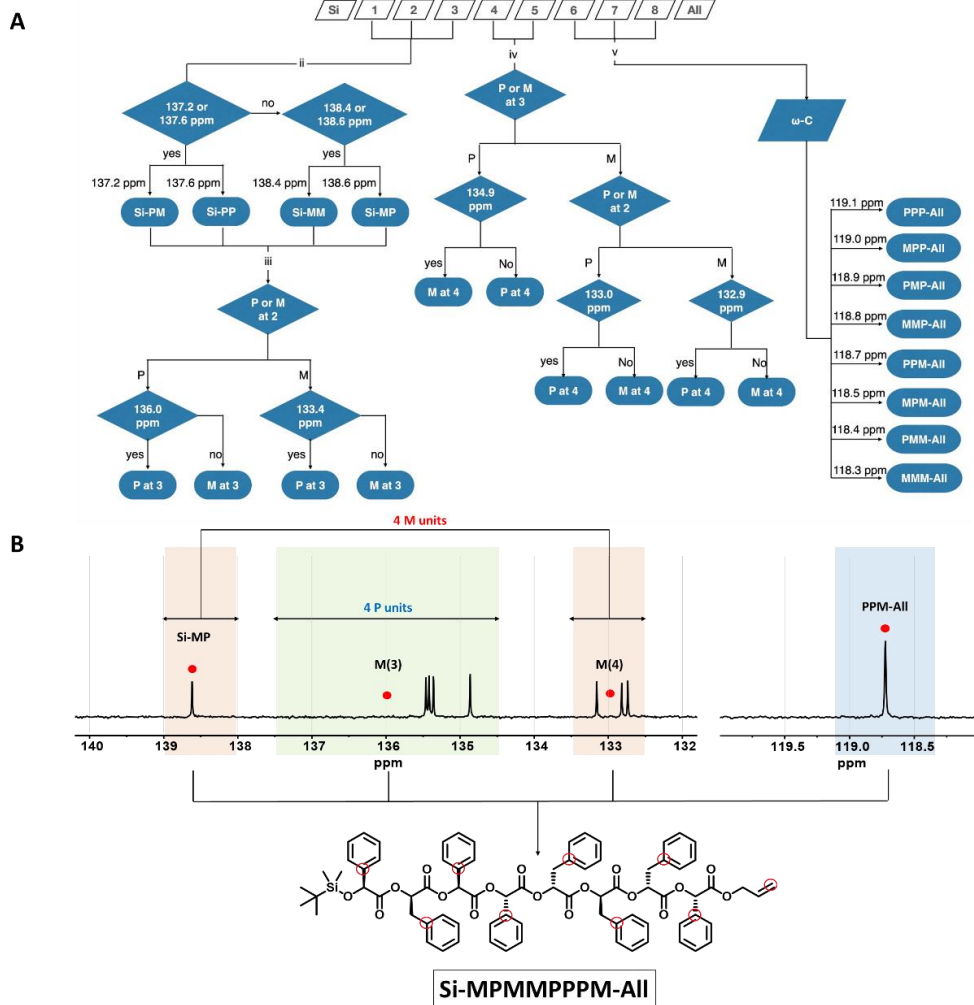 A
Si 1 2 3 4 5 6 7 8 All
ii
iv
v
137.2 or
137.6 ppm
no
138.4 or
138.6 ppm
P or M
at 3
ω-C
yes
yes
137.2 ppm
137.6 ppm
138.4 ppm
138.6 ppm
Si-PM
Si-PP
Si-MM
Si-MP
iii
P or M
at 2
P
M
136.0
ppm
133.4
ppm
yes
no
yes
no
P at 3
M at 3
P at 3
M at 3
P
M
134.9
ppm
P or M
at 2
yes
No
M at 4
P at 4
P
M
133.0
ppm
132.9
ppm
yes
No
yes
No
P at 4
M at 4
P at 4
M at 4
119.1 ppm PPP-All
119.0 ppm MPP-All
118.9 ppm PMP-All
118.8 ppm MMP-All
118.7 ppm PPM-All
118.5 ppm MPM-All
118.4 ppm PMM-All
118.3 ppm MMM-All
B
4 M units
4 P units
Si-MP
M(3)
M(4)
PPM-All
140 139 138 137 136 135 134 133 132 119.5 119.0 118.5
ppm
ppm
Si O O O O O O O O O
O O O O O O O O
Si-MPMMPPPM-All